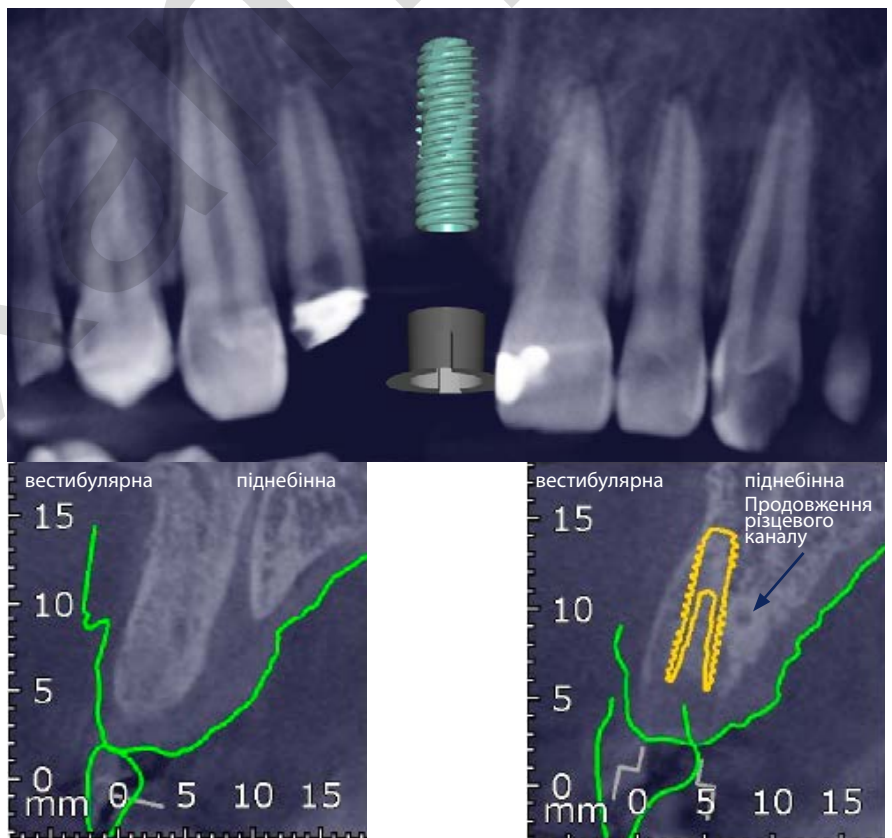 вестибулярна піднебінна
15
10
5
0
mm 0 5 10 15
вестибулярна піднебінна
Продовження
різцевого
каналу
15
10
5
0
mm 0 5 10 15